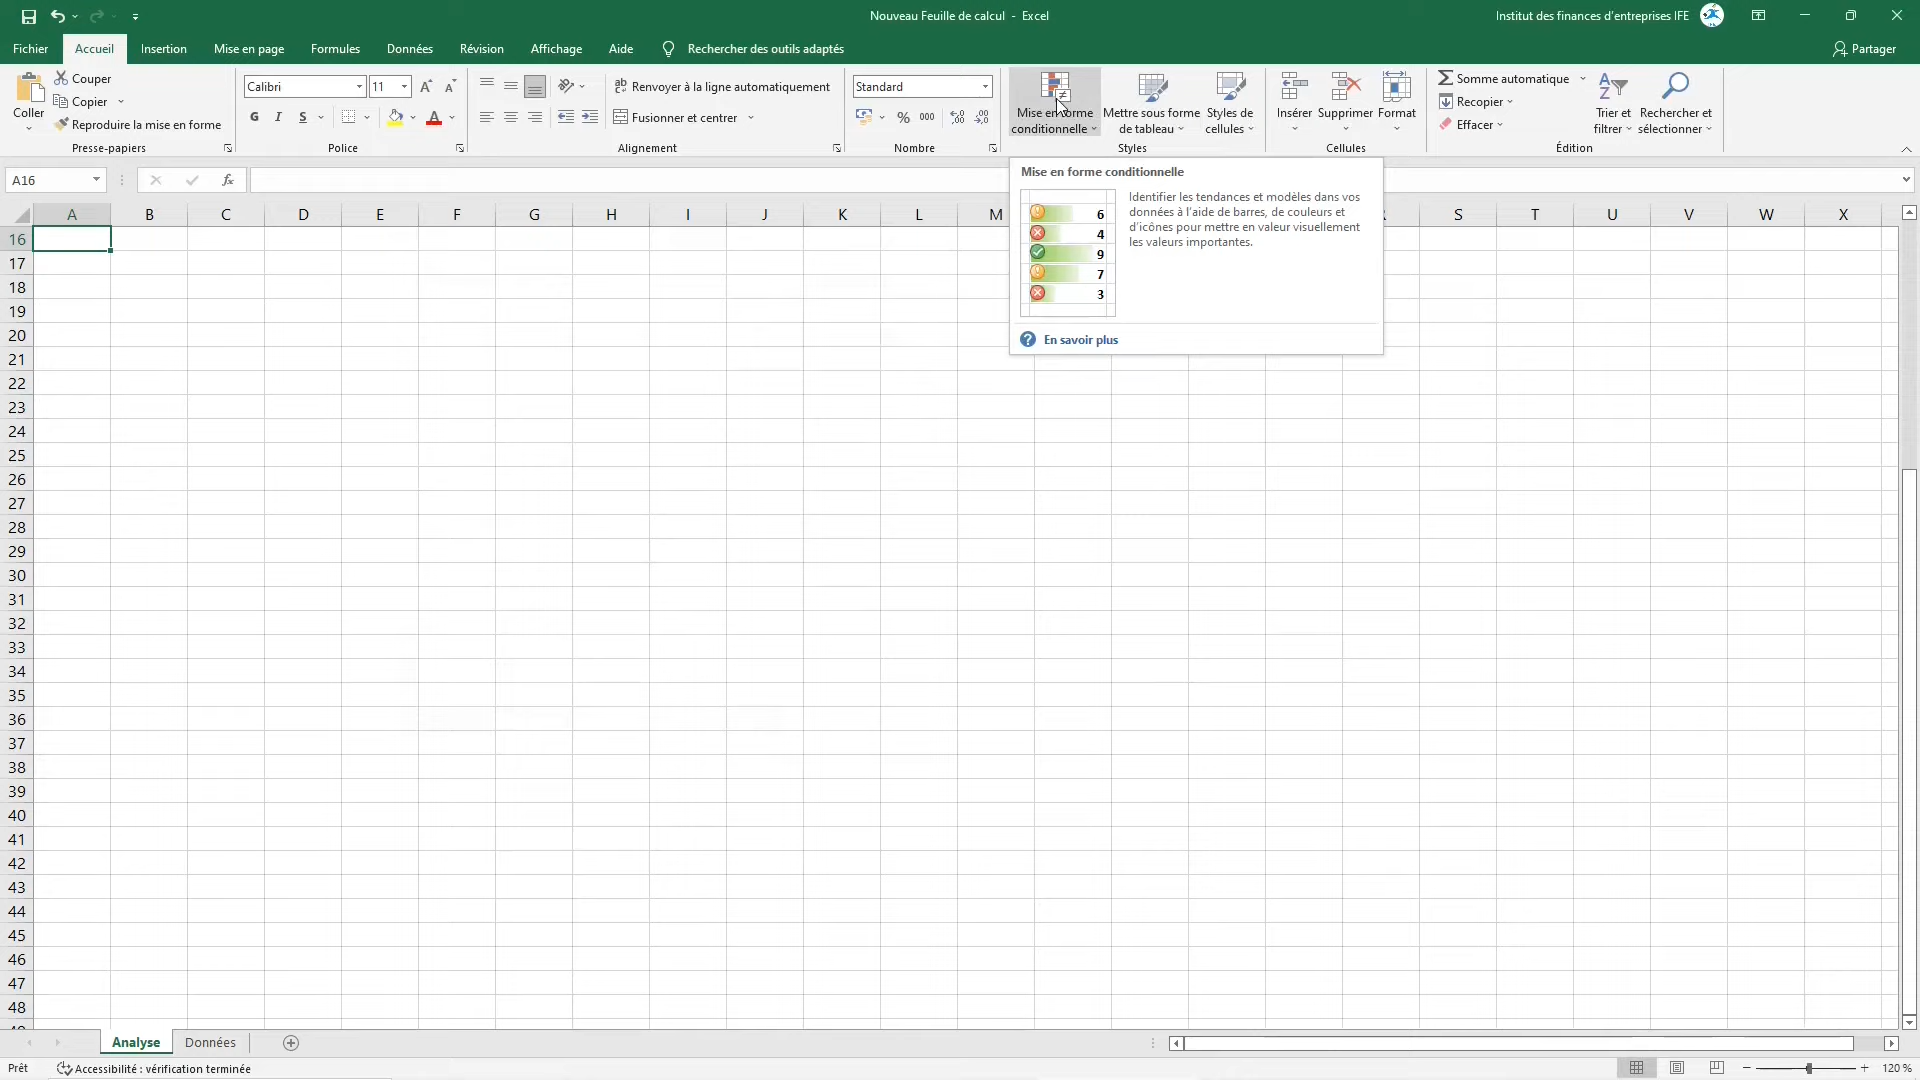 Nouveau Feuille de calcul - Excel
Institut des finances d'entreprises IFE
Fichier Accueil Insertion Mise en page Formules Données Révision Affichage Aide Rechercher des outils adaptés Partager
Coller
Couper
Copier
Reproduire la mise en forme
Presse-papiers
Calibri 11
G I S A
Police
Renvoyer à la ligne automatiquement
Fusionner et centrer
Alignement
Standard
% 000
Nombre
Mise en forme
conditionnelle
Mettre sous forme
de tableau
Styles de
cellules
Styles
Insérer Supprimer Format
Cellules
Somme automatique
Recopier
Effacer
Trier et
filtrer
Rechercher et
sélectionner
Édition
A16 fx
Mise en forme conditionnelle
6
4
9
7
3
Identifier les tendances et modèles dans vos
données à l'aide de barres, de couleurs et
d'icônes pour mettre en valeur visuellement
les valeurs importantes.
En savoir plus
A B C D E F G H I J K L M S T U V W X
16
17
18
19
20
21
22
23
24
25
26
27
28
29
30
31
32
33
34
35
36
37
38
39
40
41
42
43
44
45
46
47
48
Analyse Données
Prêt Accessibilité : vérification terminée 120 %